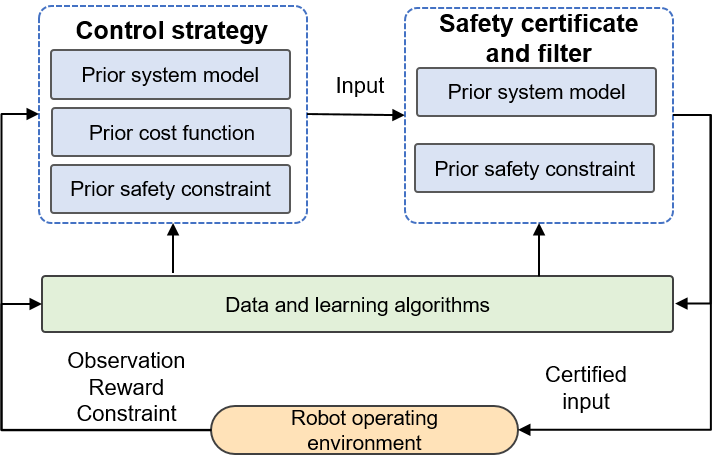 Control strategy
Prior system model
Prior cost function
Prior safety constraint
Input
Safety certificate
and filter
Prior system model
Prior safety constraint
Data and learning algorithms
Observation
Reward
Constraint
Robot operating
environment
Certified
input